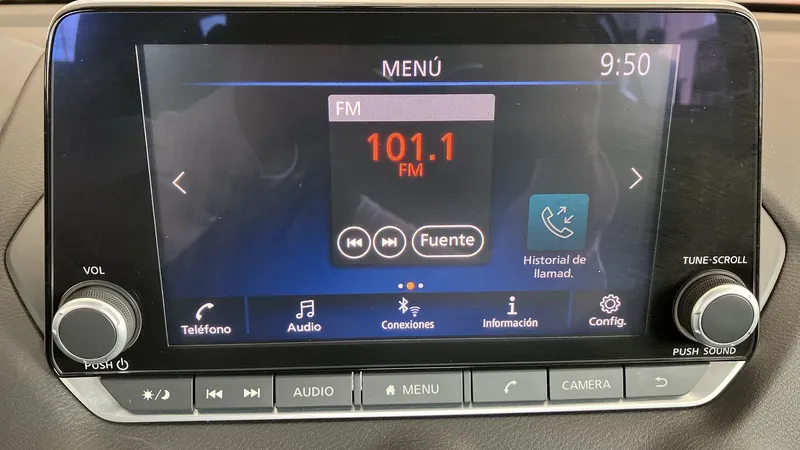 MENÚ
9:50
FM
101.1
FM
Fuente
Historial de
llamad.
Teléfono
Audio
Conexiones
Información
Config.
VOL
PUSH
TUNE·SCROLL
PUSH SOUND
AUDIO
MENU
CAMERA